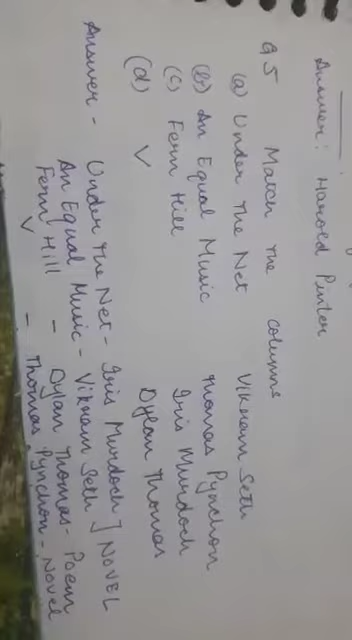 Answer: Harold Pinter
Q5 Match the columns
(a) Under the Net Vikram Seth
(b) An Equal Music Thomas Pynchon
(c) Fern Hill Iris Murdoch
(d) V Dylan Thomas
Answer - Under the Net - Iris Murdoch ] NOVEL
An Equal Music - Vikram Seth
Fern Hill - Dylan Thomas - Poem
V - Thomas Pynchon - Novel